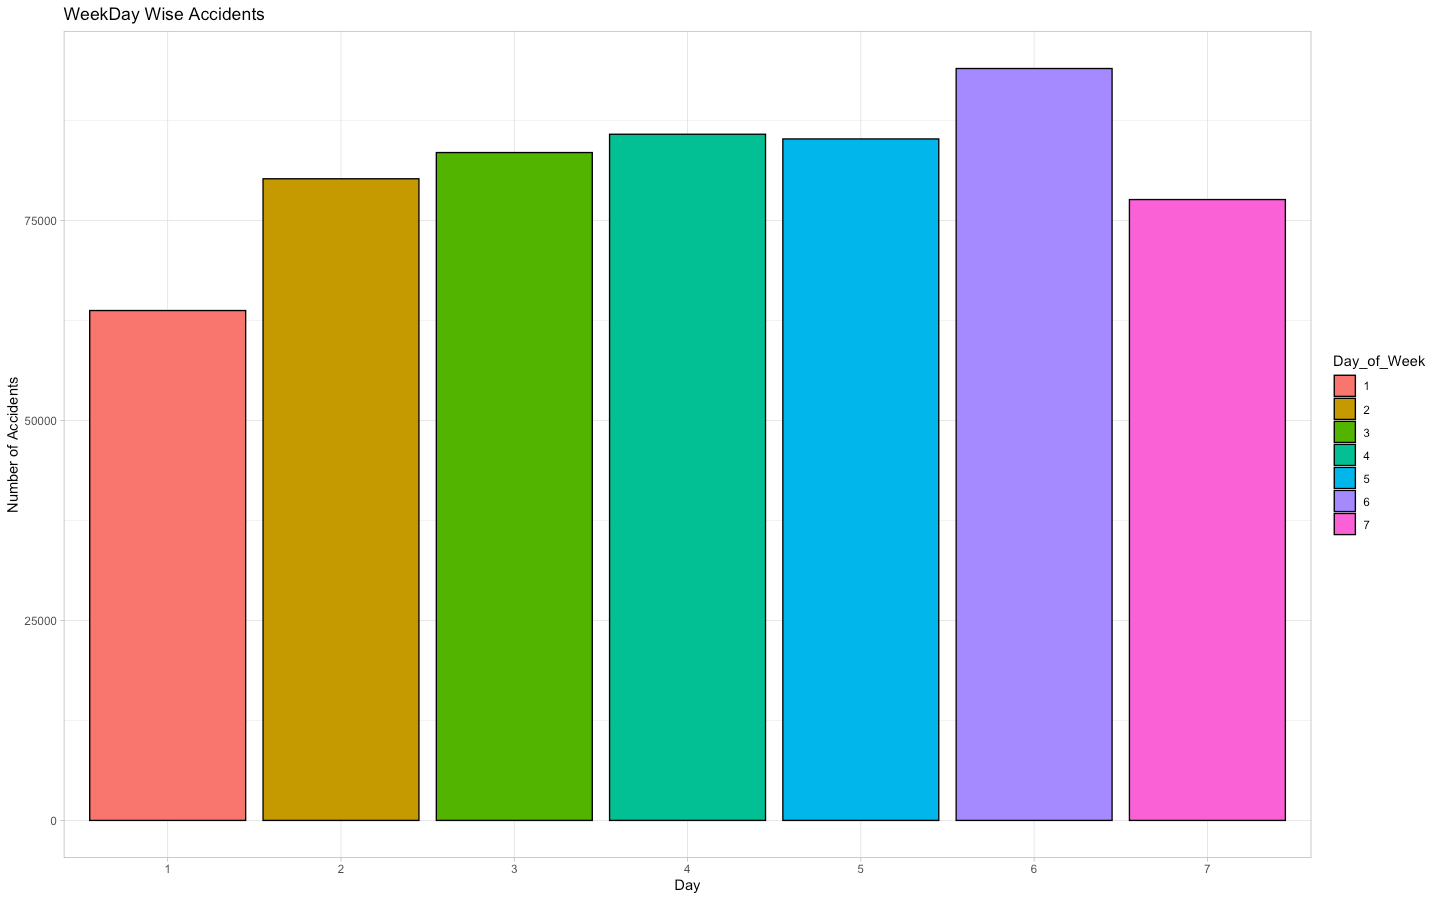 WeekDay Wise Accidents
Number of Accidents
75000
50000
25000
0
1 2 3 4 5 6 7
Day
Day_of_Week
1
2
3
4
5
6
7